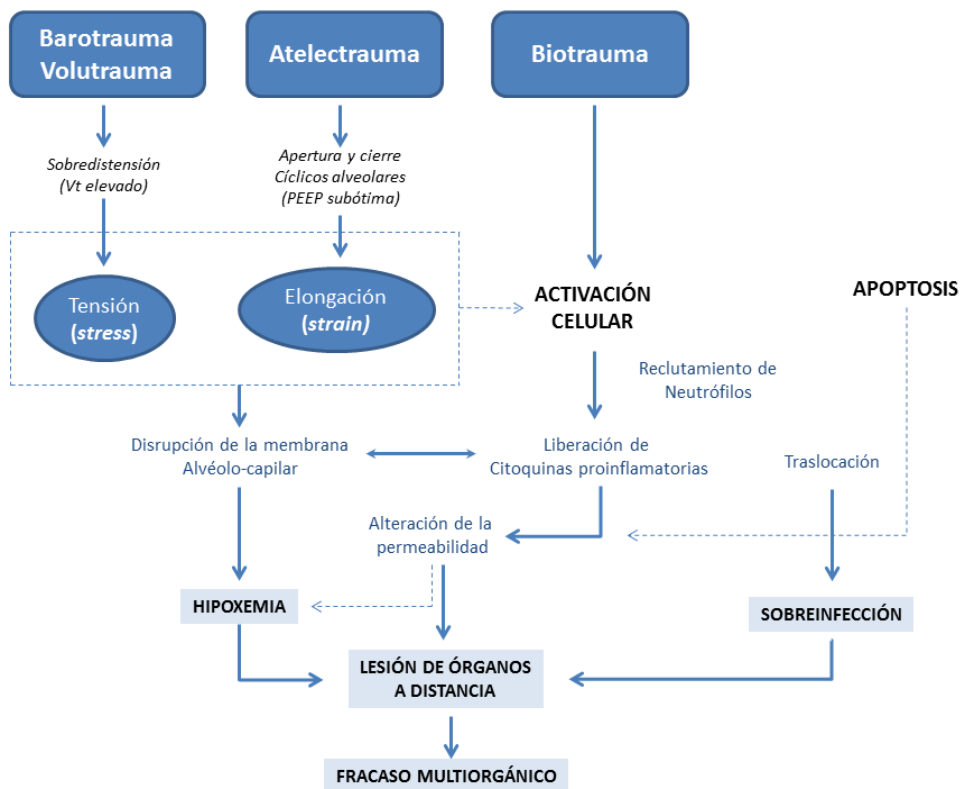 Barotrauma
Volutrauma
Atelectrauma
Biotrauma
Sobredistensión
(Vt elevado)
Apertura y cierre
Cíclicos alveolares
(PEEP subótima)
Tensión
(stress)
Elongación
(strain)
ACTIVACIÓN
CELULAR
APOPTOSIS
Reclutamiento de
Neutrófilos
Disrupción de la membrana
Alvéolo-capilar
Liberación de
Citoquinas proinflamatorias
Traslocación
Alteración de la
permeabilidad
HIPOXEMIA
SOBREINFECCIÓN
LESIÓN DE ÓRGANOS
A DISTANCIA
FRACASO MULTIORGÁNICO